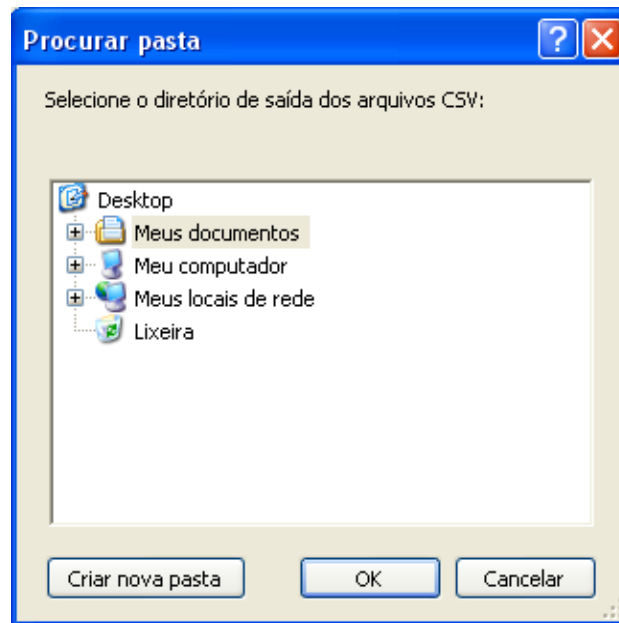 Procurar pasta
Selecione o diretório de saída dos arquivos CSV:
Desktop
Meus documentos
Meu computador
Meus locais de rede
Lixeira
Criar nova pasta OK Cancelar